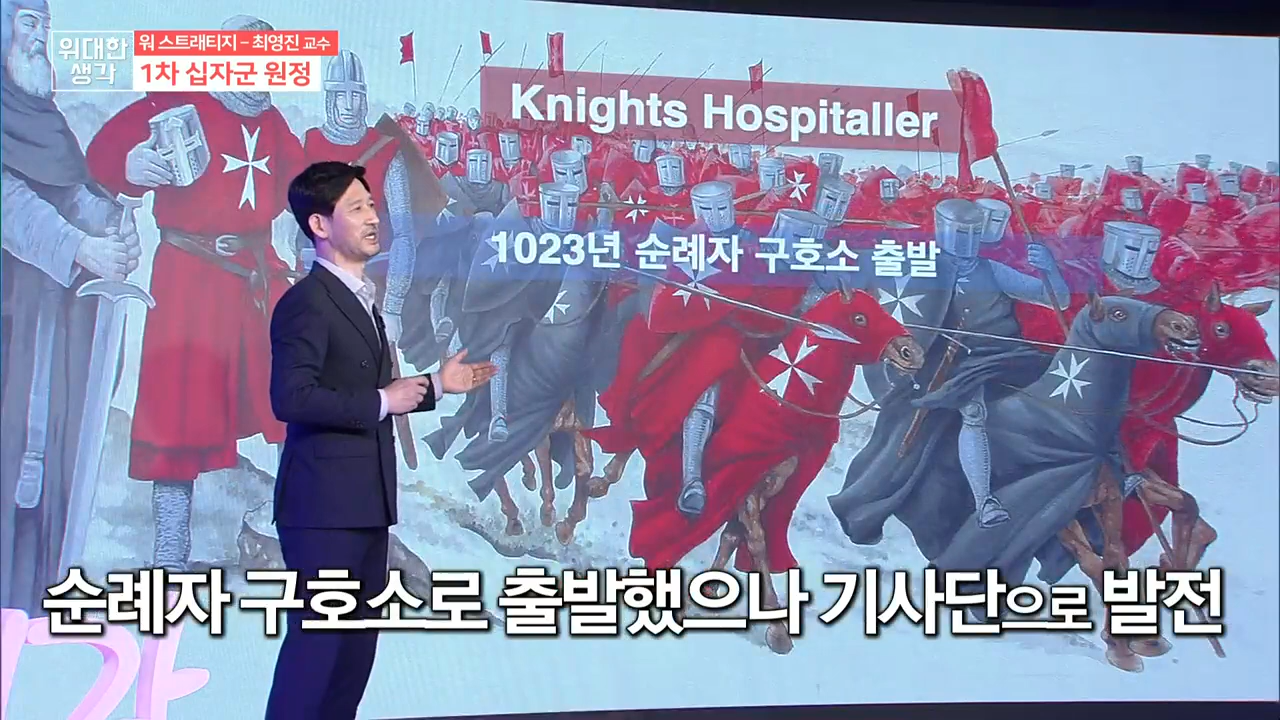 위대한
생각
워 스트래티지 - 최영진 교수
1차 십자군 원정
Knights Hospitaller
1023년 순례자 구호소 출발
순례자 구호소로 출발했으나 기사단으로 발전